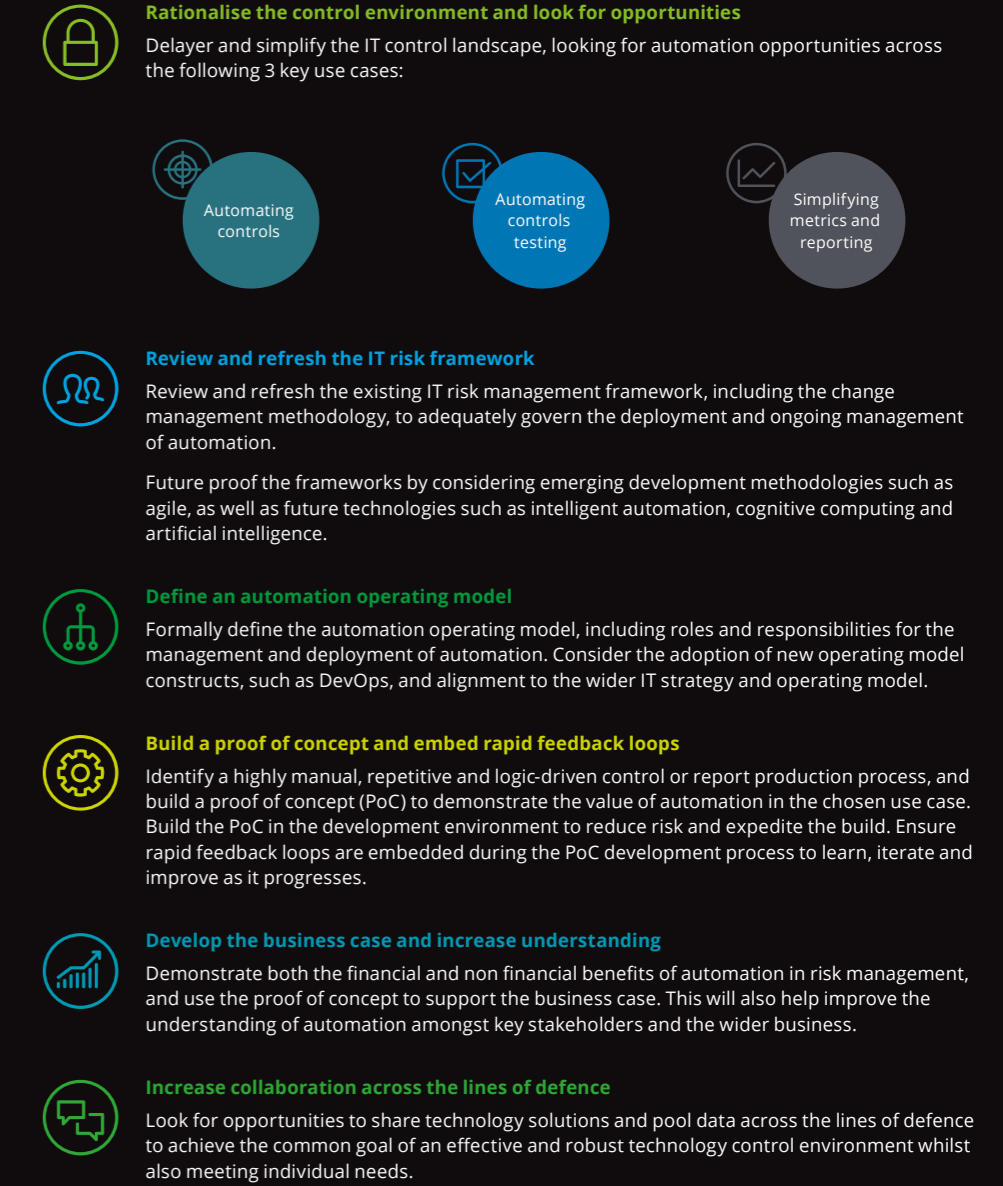 Rationalise the control environment and look for opportunities
Delayer and simplify the IT control landscape, looking for automation opportunities across
the following 3 key use cases:
Automating
controls
Automating
controls
testing
Simplifying
metrics and
reporting
Review and refresh the IT risk framework
Review and refresh the existing IT risk management framework, including the change
management methodology, to adequately govern the deployment and ongoing management
of automation.
Future proof the frameworks by considering emerging development methodologies such as
agile, as well as future technologies such as intelligent automation, cognitive computing and
artificial intelligence.
Define an automation operating model
Formally define the automation operating model, including roles and responsibilities for the
management and deployment of automation. Consider the adoption of new operating model
constructs, such as DevOps, and alignment to the wider IT strategy and operating model.
Build a proof of concept and embed rapid feedback loops
Identify a highly manual, repetitive and logic-driven control or report production process, and
build a proof of concept (PoC) to demonstrate the value of automation in the chosen use case.
Build the PoC in the development environment to reduce risk and expedite the build. Ensure
rapid feedback loops are embedded during the PoC development process to learn, iterate and
improve as it progresses.
Develop the business case and increase understanding
Demonstrate both the financial and non financial benefits of automation in risk management,
and use the proof of concept to support the business case. This will also help improve the
understanding of automation amongst key stakeholders and the wider business.
Increase collaboration across the lines of defence
Look for opportunities to share technology solutions and pool data across the lines of defence
to achieve the common goal of an effective and robust technology control environment whilst
also meeting individual needs.